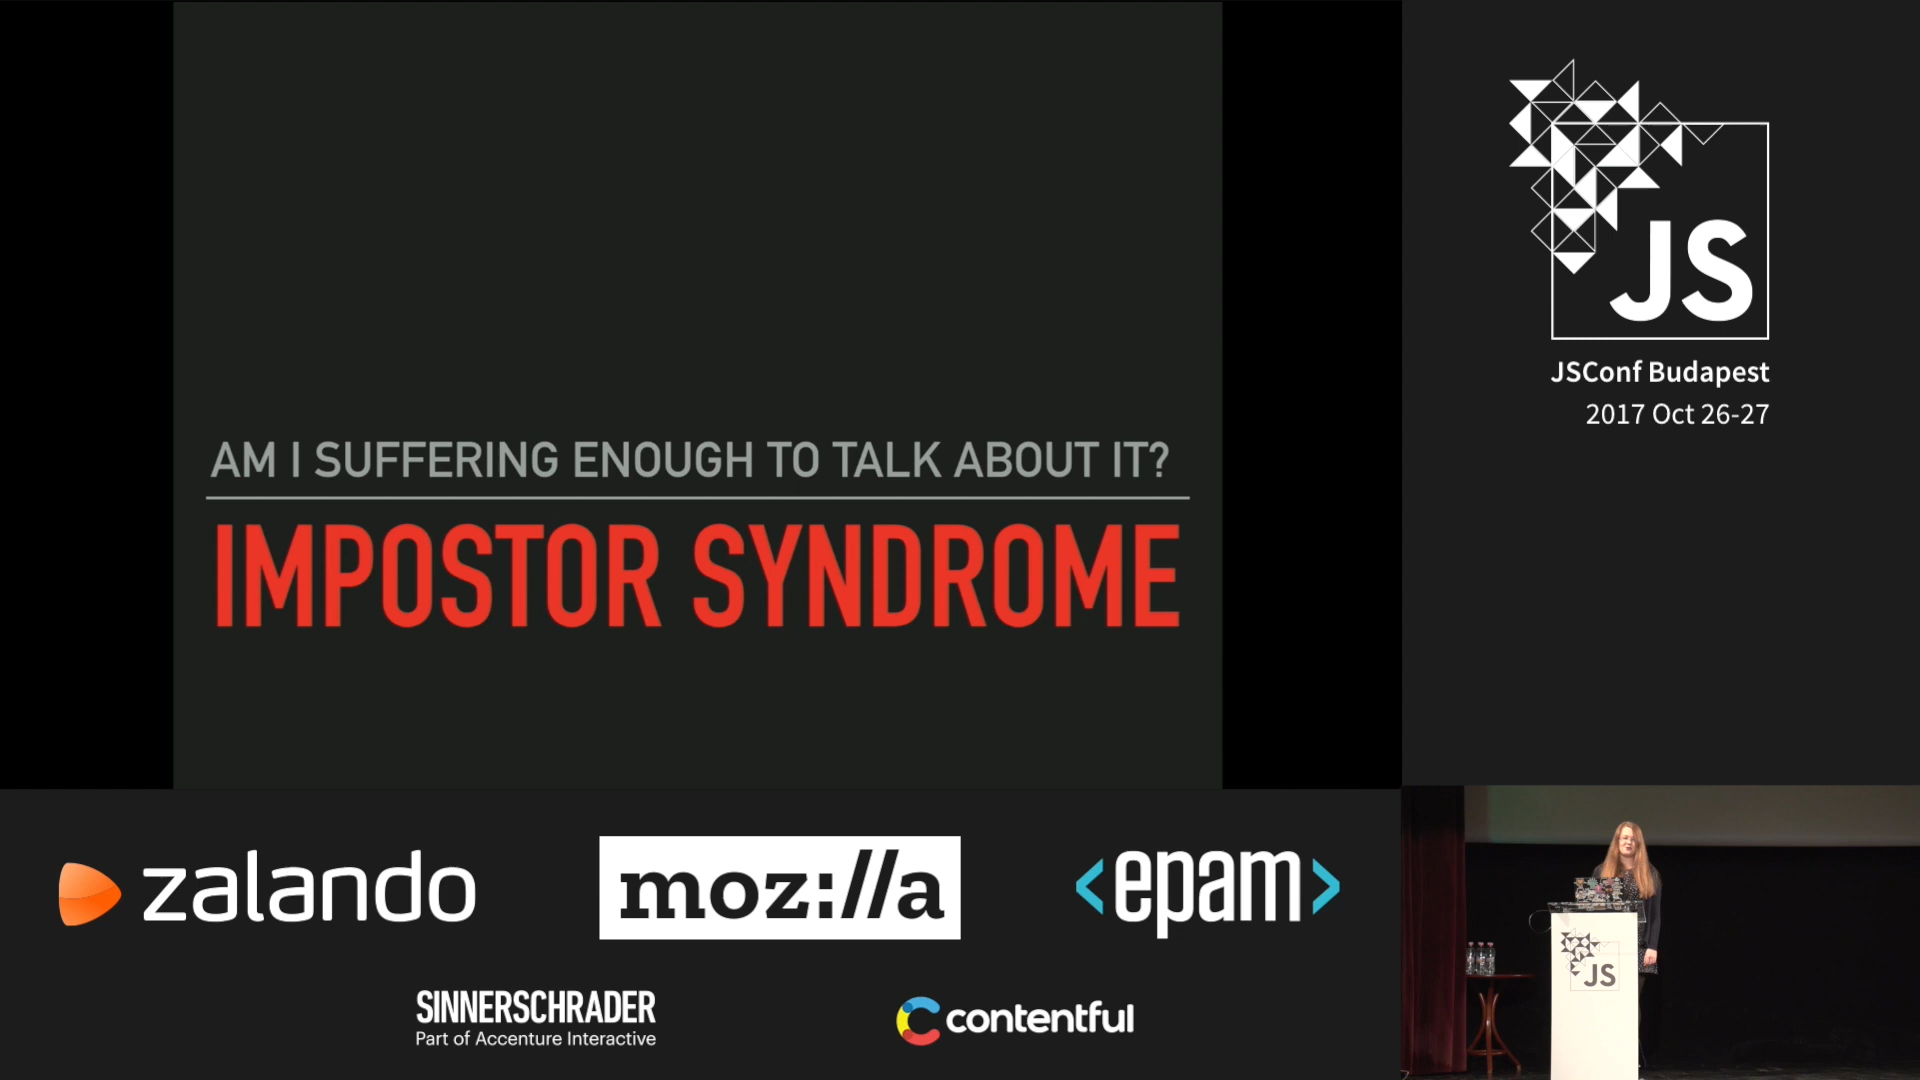 AM I SUFFERING ENOUGH TO TALK ABOUT IT?
IMPOSTOR SYNDROME
JS
JSConf Budapest
2017 Oct 26-27
zalando
moz://a
<epam>
SINNERSCHRADER
Part of Accenture Interactive
contentful
JS